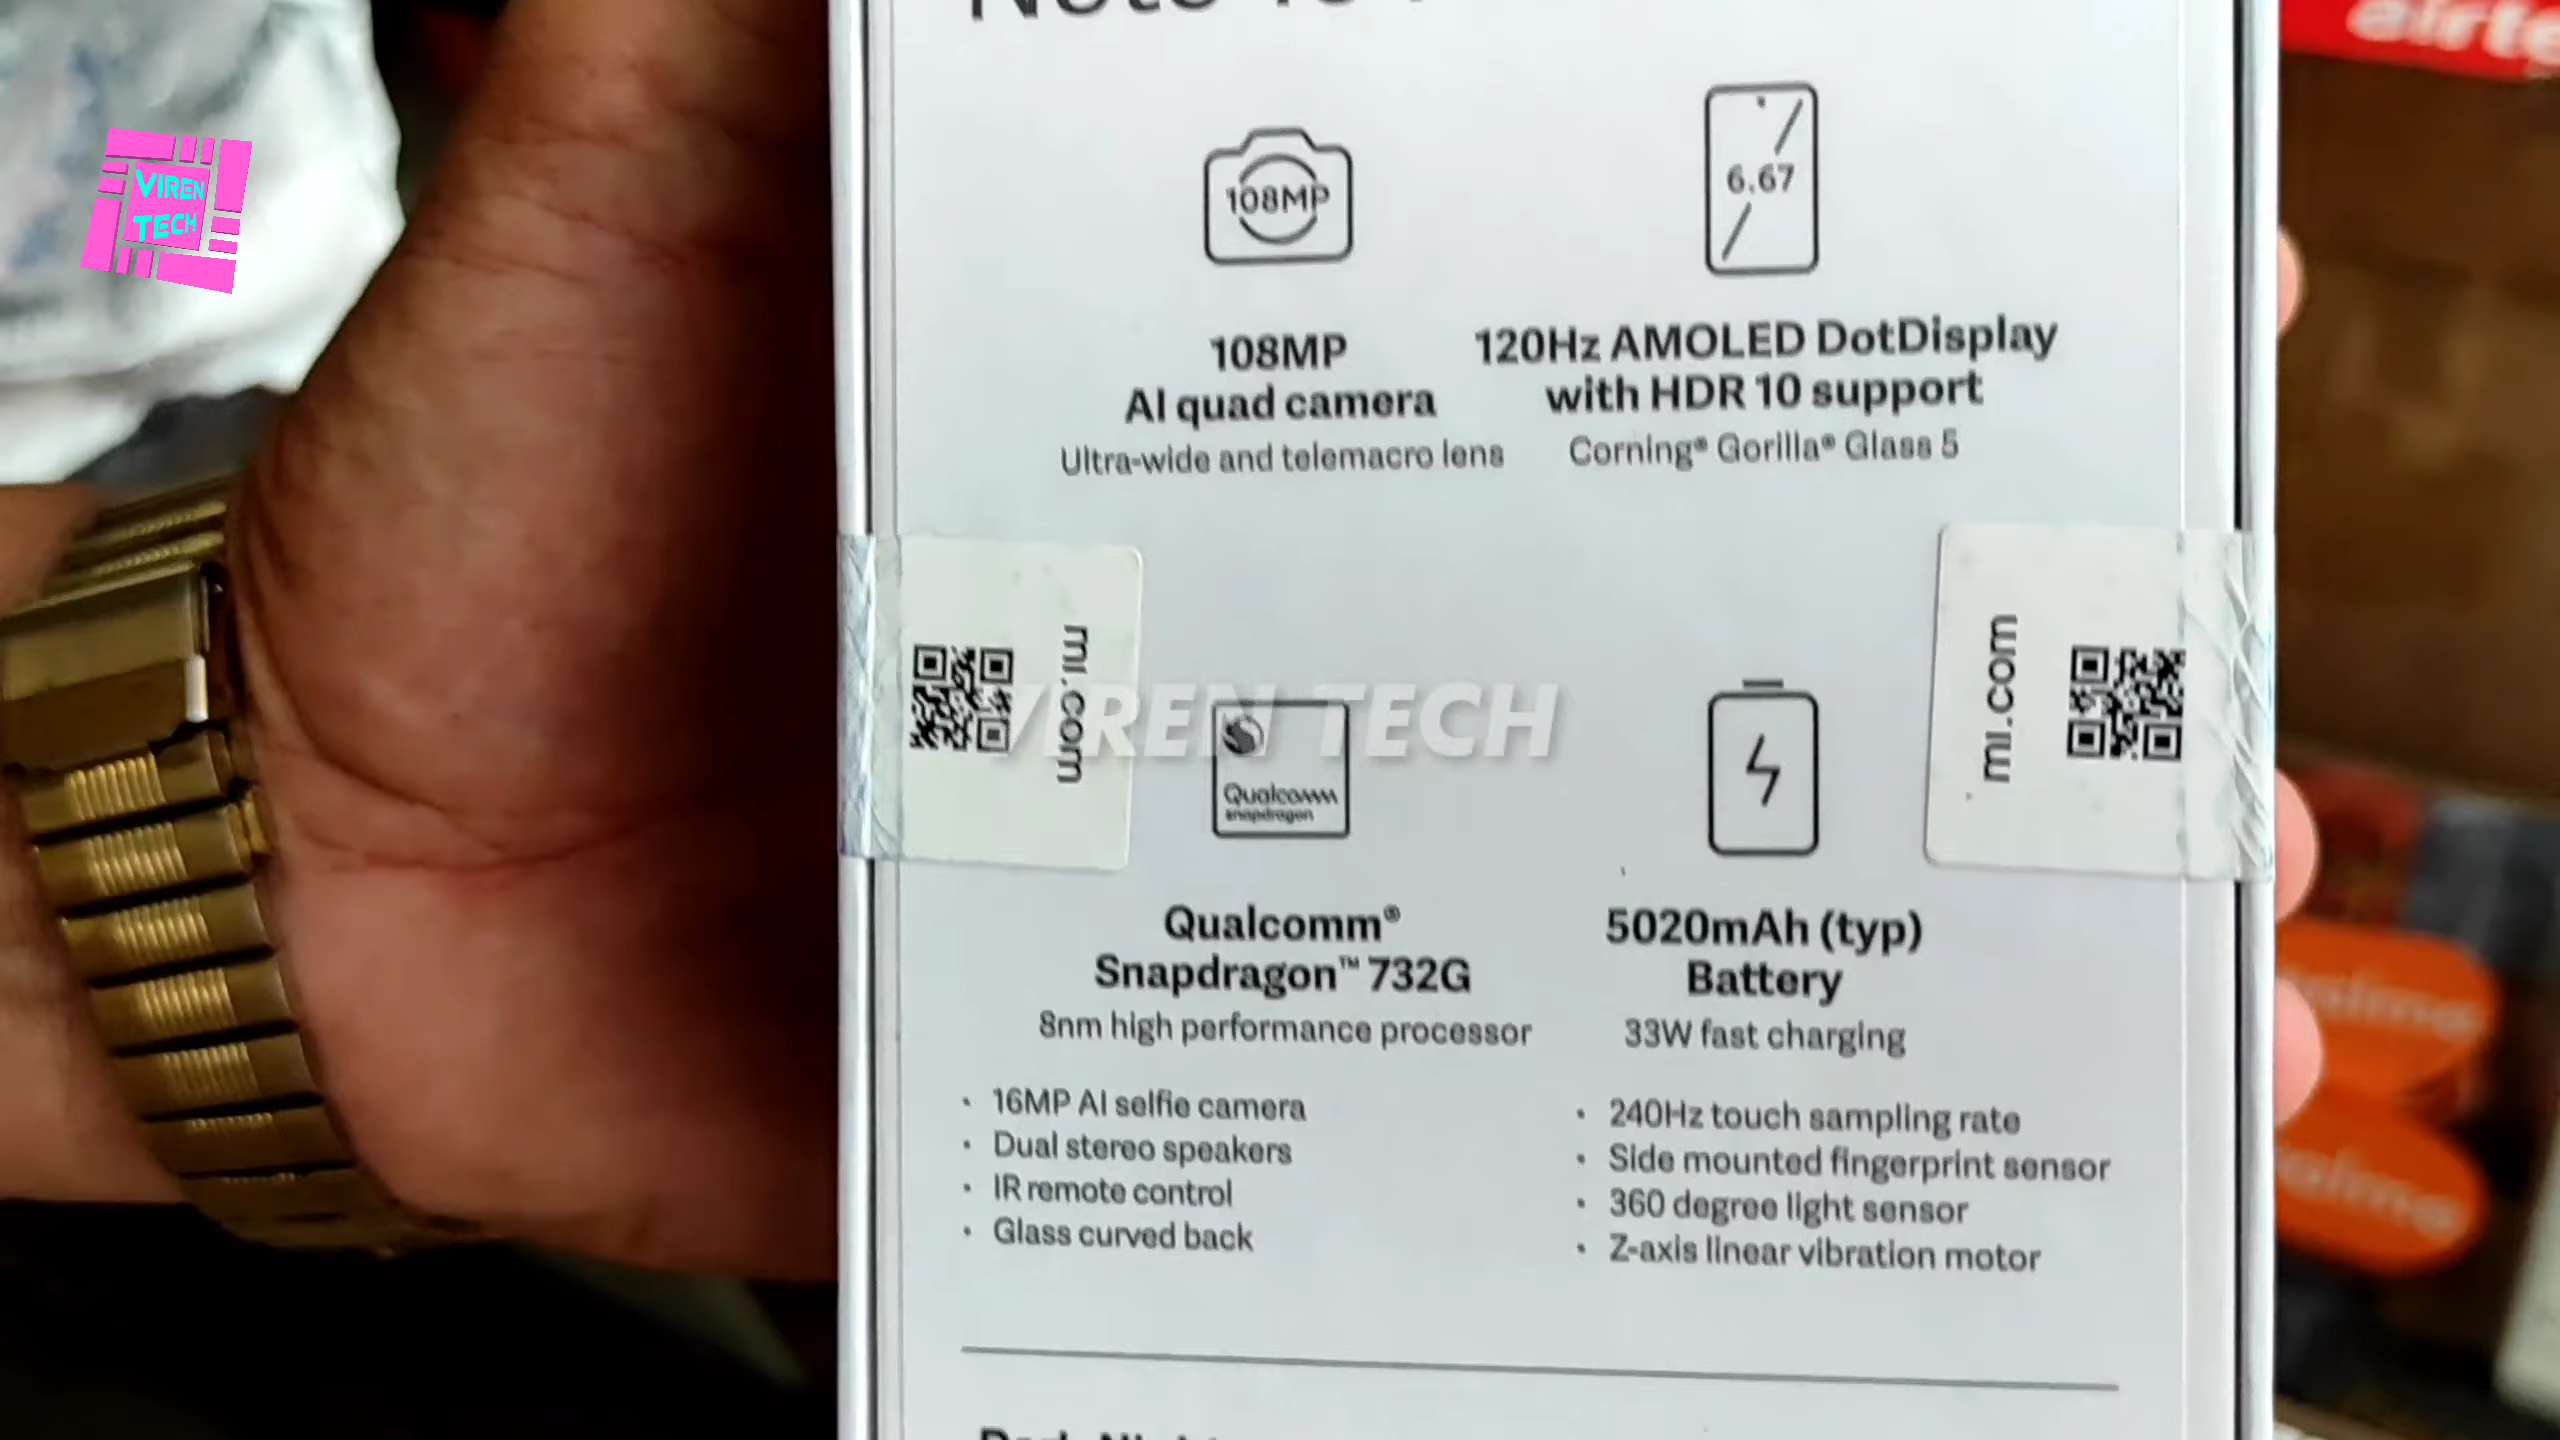 airte
VIREN
TECH
108MP
6.67
108MP
AI quad camera
Ultra-wide and telemacro lens
120Hz AMOLED DotDisplay
with HDR 10 support
Corning® Gorilla® Glass 5
mi.com
mi.com
VIREN TECH
Qualcomm
snapdragon
Qualcomm®
Snapdragon™ 732G
8nm high performance processor
5020mAh (typ)
Battery
33W fast charging
• 16MP AI selfie camera
• Dual stereo speakers
• IR remote control
• Glass curved back
• 240Hz touch sampling rate
• Side mounted fingerprint sensor
• 360 degree light sensor
• Z-axis linear vibration motor